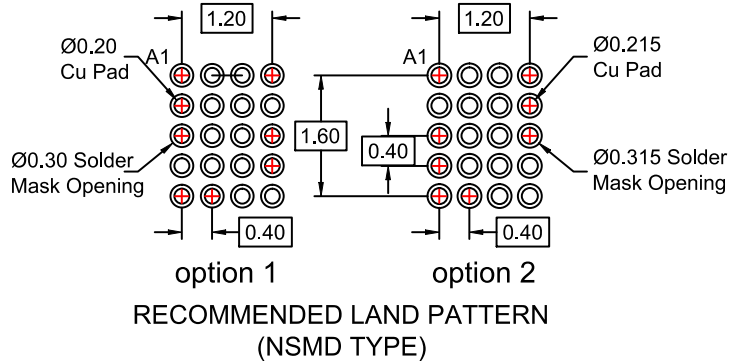 1.20
Ø0.20
Cu Pad
A1
Ø0.30 Solder
Mask Opening
0.40
option 1
1.60
1.20
A1
Ø0.215
Cu Pad
0.40
Ø0.315 Solder
Mask Opening
0.40
option 2
RECOMMENDED LAND PATTERN
(NSMD TYPE)